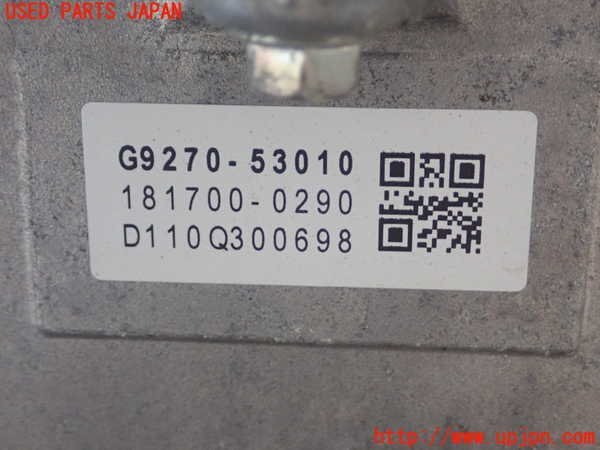 USED PARTS JAPAN
G9270-53010
181700-0290
D110Q300698
http://www.upjpn.com/